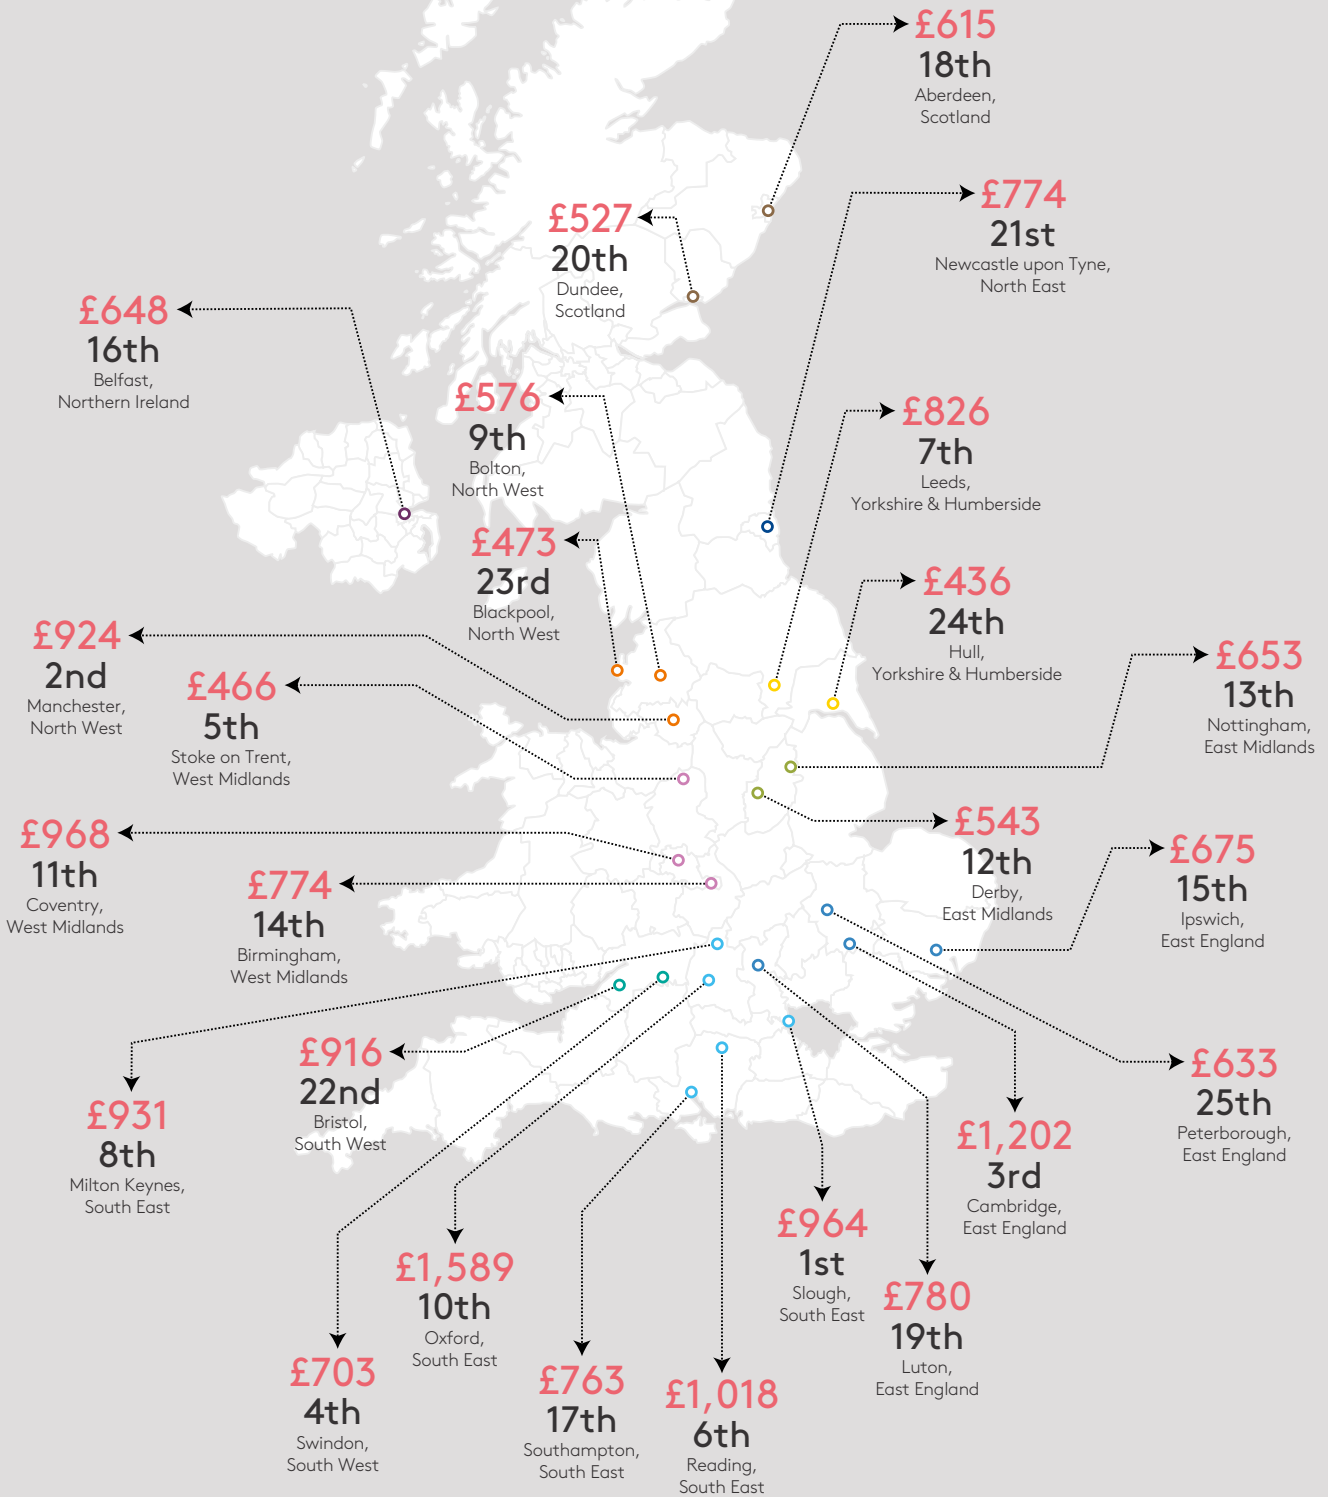 £615
18th
Aberdeen,
Scotland
£774
21st
Newcastle upon Tyne,
North East
£527
20th
Dundee,
Scotland
£648
16th
Belfast,
Northern Ireland
£576
9th
Bolton,
North West
£826
7th
Leeds,
Yorkshire & Humberside
£473
23rd
Blackpool,
North West
£436
24th
Hull,
Yorkshire & Humberside
£924
2nd
Manchester,
North West
£466
5th
Stoke on Trent,
West Midlands
£653
13th
Nottingham,
East Midlands
£968
11th
Coventry,
West Midlands
£774
14th
Birmingham,
West Midlands
£543
12th
Derby,
East Midlands
£675
15th
Ipswich,
East England
£916
22nd
Bristol,
South West
£931
8th
Milton Keynes,
South East
£633
25th
Peterborough,
East England
£1,202
3rd
Cambridge,
East England
£964
1st
Slough,
South East
£1,589
10th
Oxford,
South East
£780
19th
Luton,
East England
£703
4th
Swindon,
South West
£763
17th
Southampton,
South East
£1,018
6th
Reading,
South East